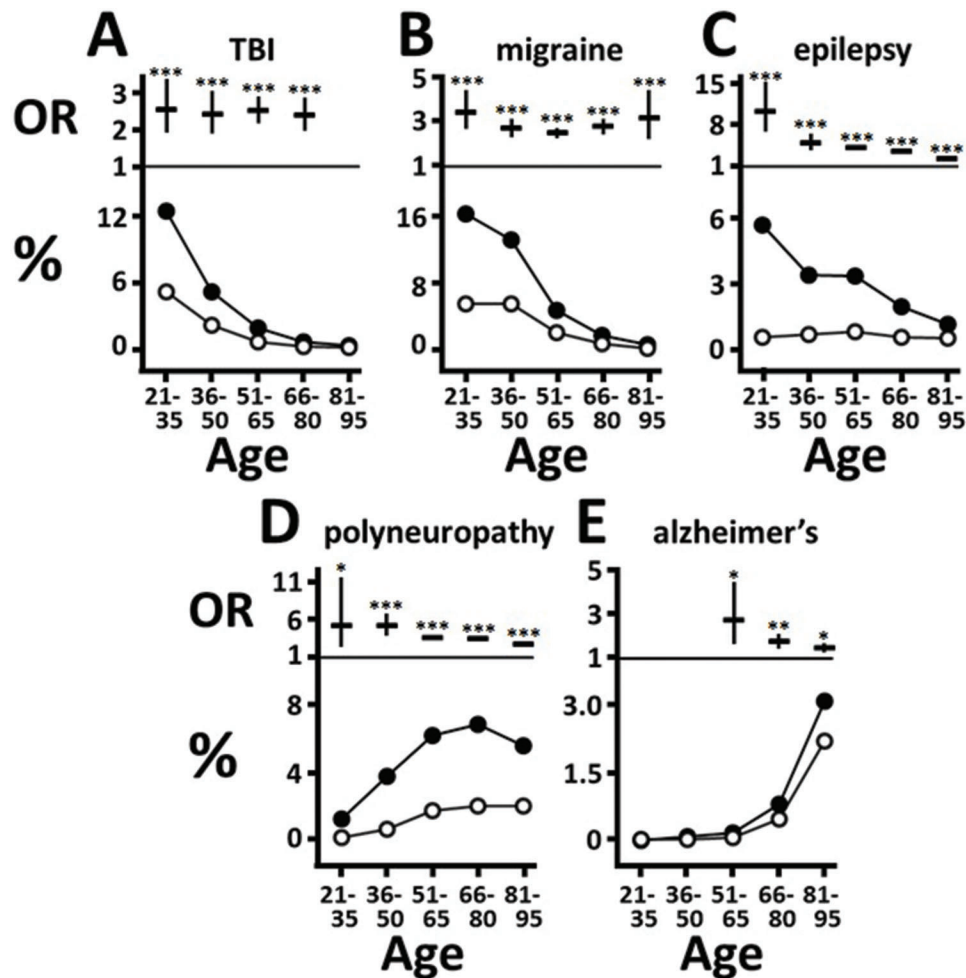 A TBI
B migraine
C epilepsy
OR
3
2
1
*** *** *** ***
5
3
1
*** *** *** *** ***
15
8
1
*** *** *** *** ***
%
12
6
0
16
8
0
6
3
0
21- 36- 51- 66- 81-
35 50 65 80 95
21- 36- 51- 66- 81-
35 50 65 80 95
21- 36- 51- 66- 81-
35 50 65 80 95
Age
Age
Age
D polyneuropathy
E alzheimer's
OR
11
6
1
* *** *** *** ***
5
3
1
* ** *
%
8
4
0
3.0
1.5
0
21- 36- 51- 66- 81-
35 50 65 80 95
21- 36- 51- 66- 81-
35 50 65 80 95
Age
Age